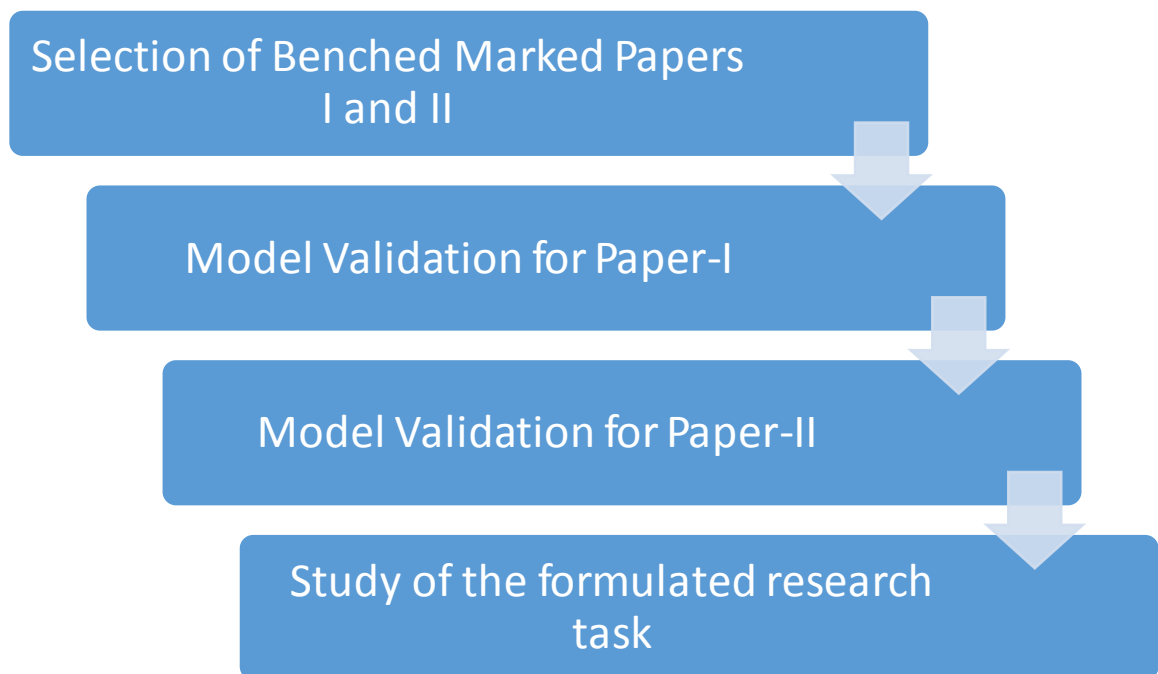 Selection of Benched Marked Papers
I and II
Model Validation for Paper-I
Model Validation for Paper-II
Study of the formulated research
task